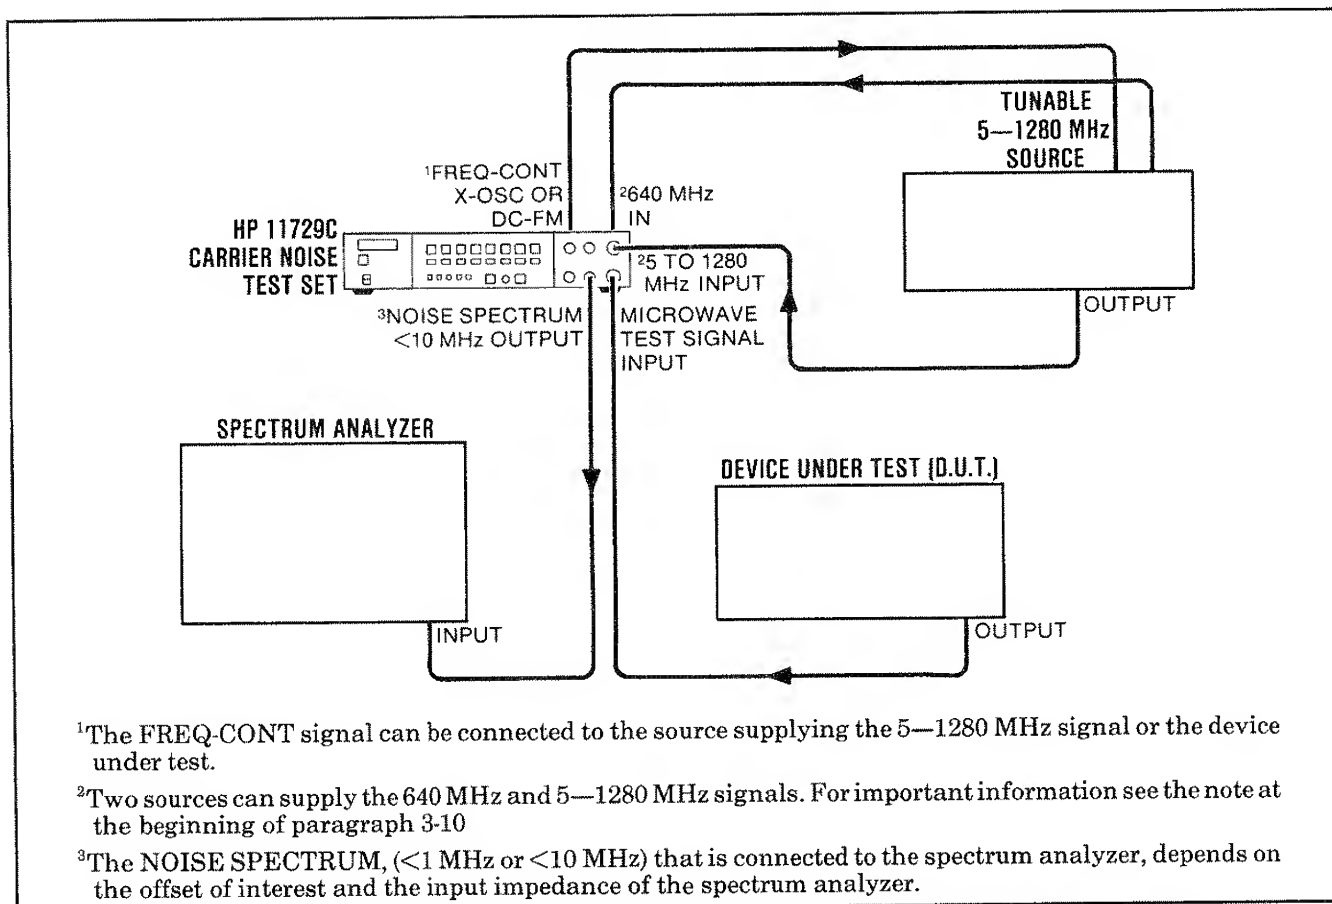 TUNABLE
5—1280 MHz
SOURCE
¹FREQ-CONT
X-OSC OR
DC-FM
²640 MHz
IN
HP 11729C
CARRIER NOISE
TEST SET
²5 TO 1280
MHz INPUT
OUTPUT
³NOISE SPECTRUM
<10 MHz OUTPUT
MICROWAVE
TEST SIGNAL
INPUT
SPECTRUM ANALYZER
INPUT
DEVICE UNDER TEST (D.U.T.)
OUTPUT
¹The FREQ-CONT signal can be connected to the source supplying the 5—1280 MHz signal or the device
under test.
²Two sources can supply the 640 MHz and 5—1280 MHz signals. For important information see the note at
the beginning of paragraph 3-10
³The NOISE SPECTRUM, (<1 MHz or <10 MHz) that is connected to the spectrum analyzer, depends on
the offset of interest and the input impedance of the spectrum analyzer.